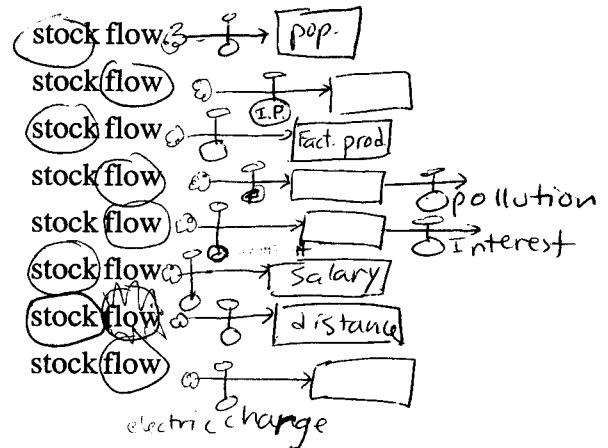 stock flow pop.
stock flow I.P.
stock flow Fact. prod
stock flow pollution
stock flow Interest
stock flow Salary
stock flow distance
stock flow
electric change